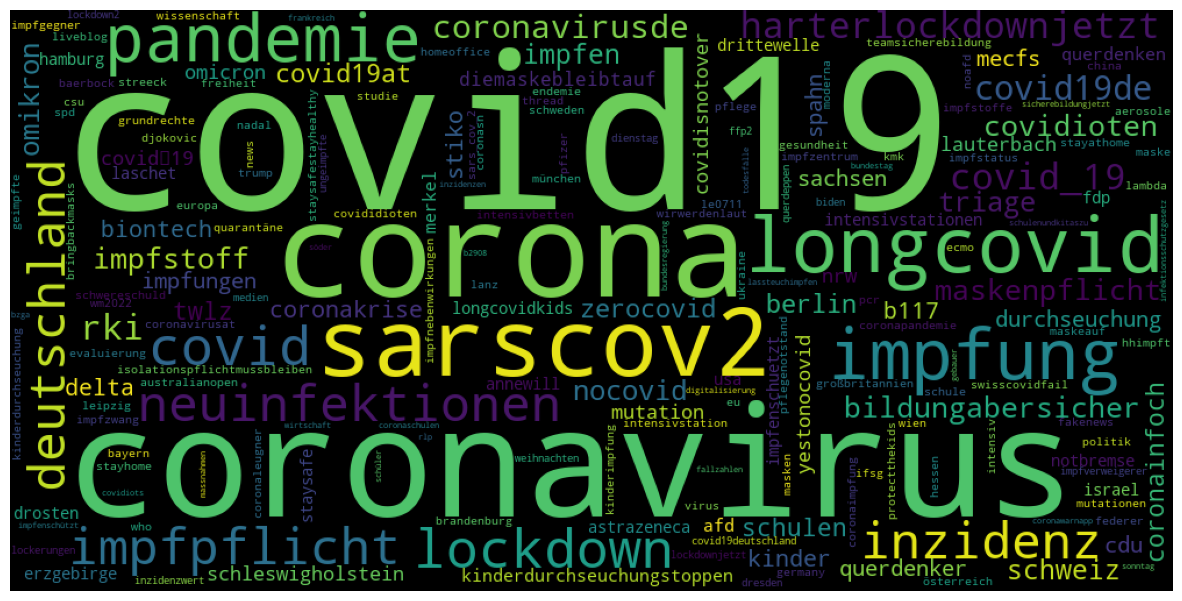 covid19
coronavirus
corona
sarscov2
longcovid
pandemie
impfung
neuinfektionen
lockdown
impfpflicht
inzidenz
deutschland
covid
harterlockdownjetzt
coronavirusde
covid_19
covid19de
covidioten
impfstoff
rki
bildungabersicher
maskenpflicht
triage
schweiz
schulen
impfen
covid19at
omikron
omicron
diemaskebleibtauf
stiko
covidisnotover
drittewelle
spahn
mecfs
querdenken
lauterbach
sachsen
fdp
intensivstationen
nrw
berlin
b117
durchseuchung
zerocovid
nocovid
yestonocovid
longcovidkids
coronakrise
impfungen
biontech
twlz
delta
laschet
merkel
mutation
impfenschuetzt
coronainfoch
israel
notbremse
cdu
kinder
querdenker
afd
astrazeneca
schleswigholstein
kinderdurchseuchungstoppen
erzgebirge
drosten
staysafe
stayhome
bayern
leipzig
hamburg
liveblog
impfgegner
lockdown2
wissenschaft
frankreich
homeoffice
teamsicherebildung
baerbock
streeck
freiheit
studie
thread
endemie
schweden
pflege
moderna
noafd
china
impfstoffe
sicherebildungjetzt
aerosole
stayathome
maske
csu
spd
grundrechte
djokovic
nadal
news
trump
staysafestayhealthy
ungeimpfte
sars_cov_2
coronasn
pfizer
dienstag
ffp2
todesfälle
querdeppen
gesundheit
impfzentrum
kmk
bundestag
impfstatus
lambda
geimpfte
bringbackmasks
covid19
europa
quarantäne
covididioten
inzidenzen
münchen
intensivbetten
wirwerdenlaut
le0711
biden
schulenundkitaszu
infektionsschutzgesetz
söder
b2908
lanz
bundesregierung
ukraine
ecmo
lassteuchimpfen
pcr
coronapandemie
maskeauf
hhimpft
schwereschuld
wm2022
medien
coronavirusat
impfnebenwirkungen
bzgä
evaluierung
isolationspflichtmussbleiben
australianopen
annewill
usa
digitalisierung
pflegenotstand
großbritannien
schule
swisscovidfail
gebauer
kinderdurchseuchung
impfzwang
eu
intensivstation
wien
fakenews
politik
wirtschaft
coronaschulen
rlp
schüler
massnahmen
coronaleugner
weihnachten
fallzahlen
kinderimpfung
masken
coronaimpfung
ifsg
hessen
intensiv
protectthekids
impfverweigerer
mutationen
covidiots
virus
who
brandenburg
impfenschützt
lockerungen
inzidenzwert
covid19deutschland
lockdownjetzt
germany
dresden
österreich
coronawarnapp
federer
sonntag